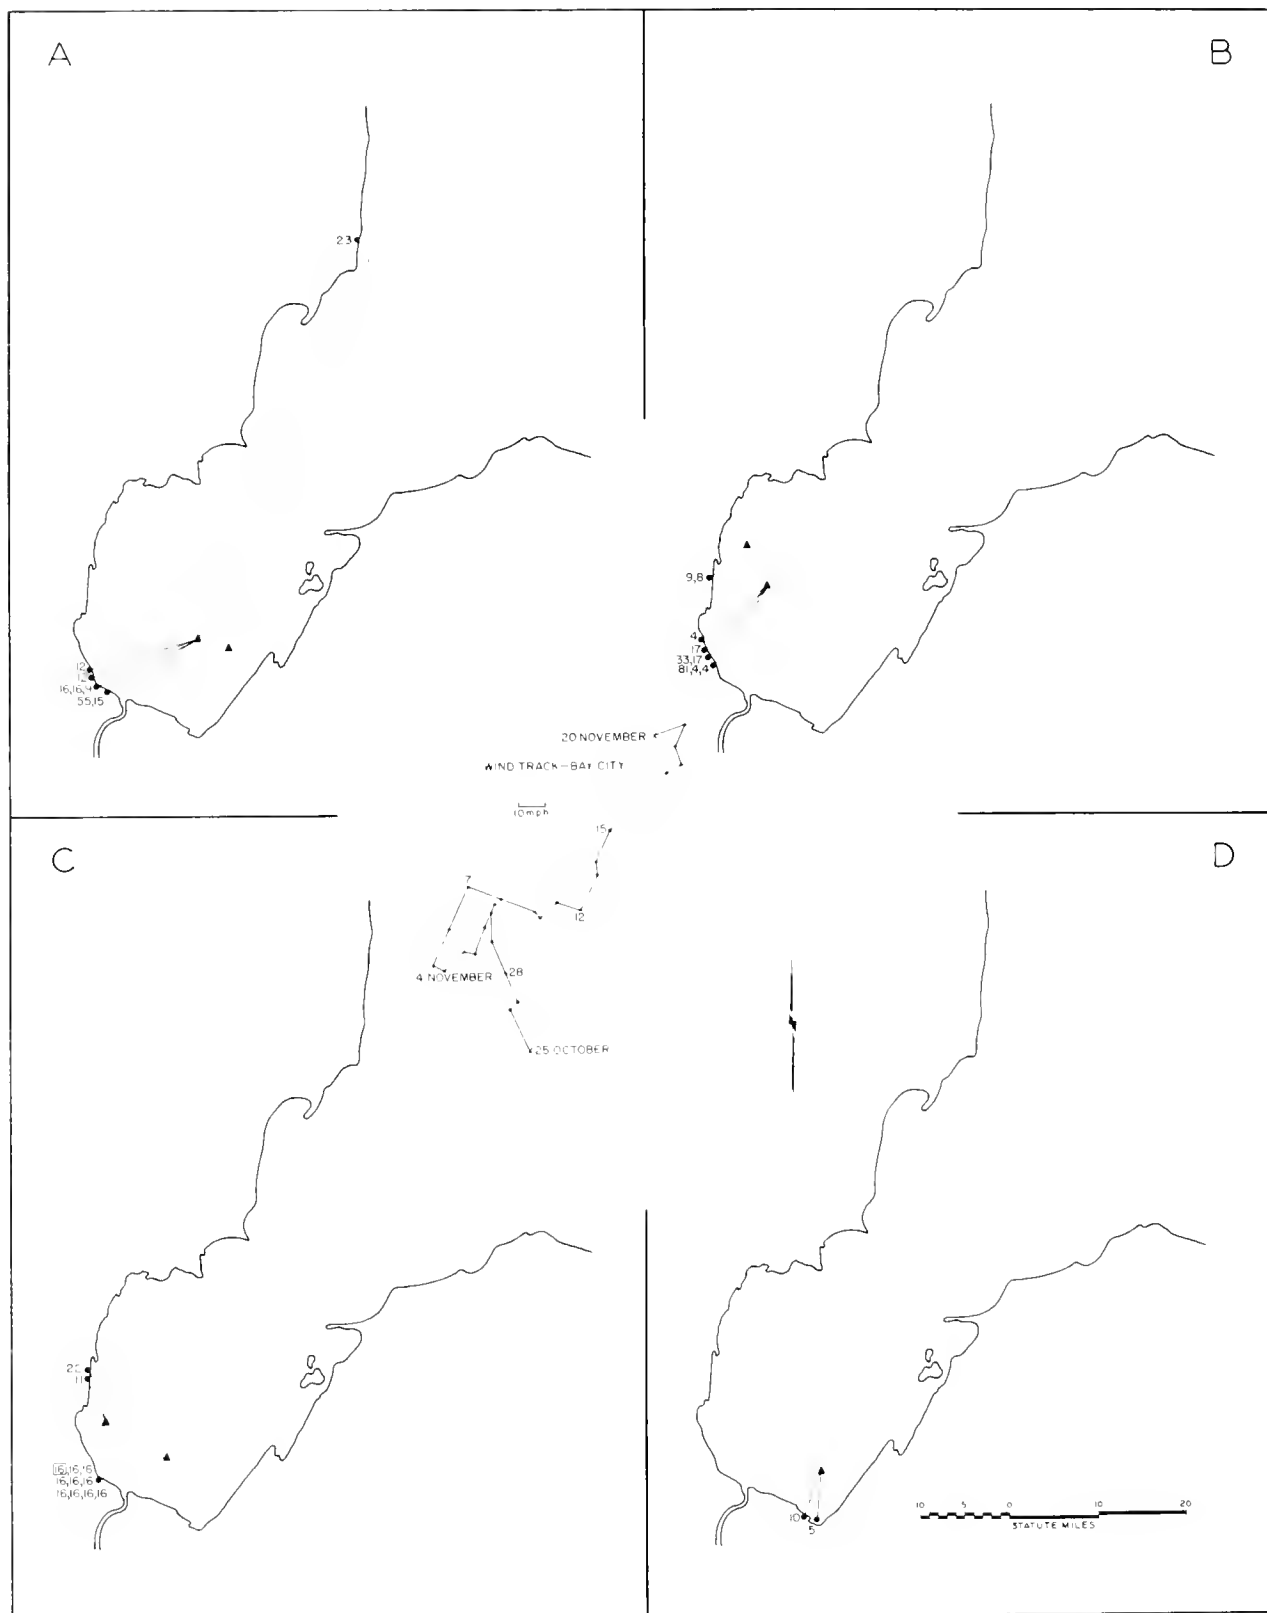 A
B
23
9,8
4
17
33,17
81,4,4
12
12
16,16,9
55,15
20 NOVEMBER
WIND TRACK—BAY CITY
10 mph
15
C
D
7
12
4 NOVEMBER
28
25 OCTOBER
22
11
16,16,16
16,16,16
16,16,16,16
10
5
10 5 0 10 20
STATUTE MILES